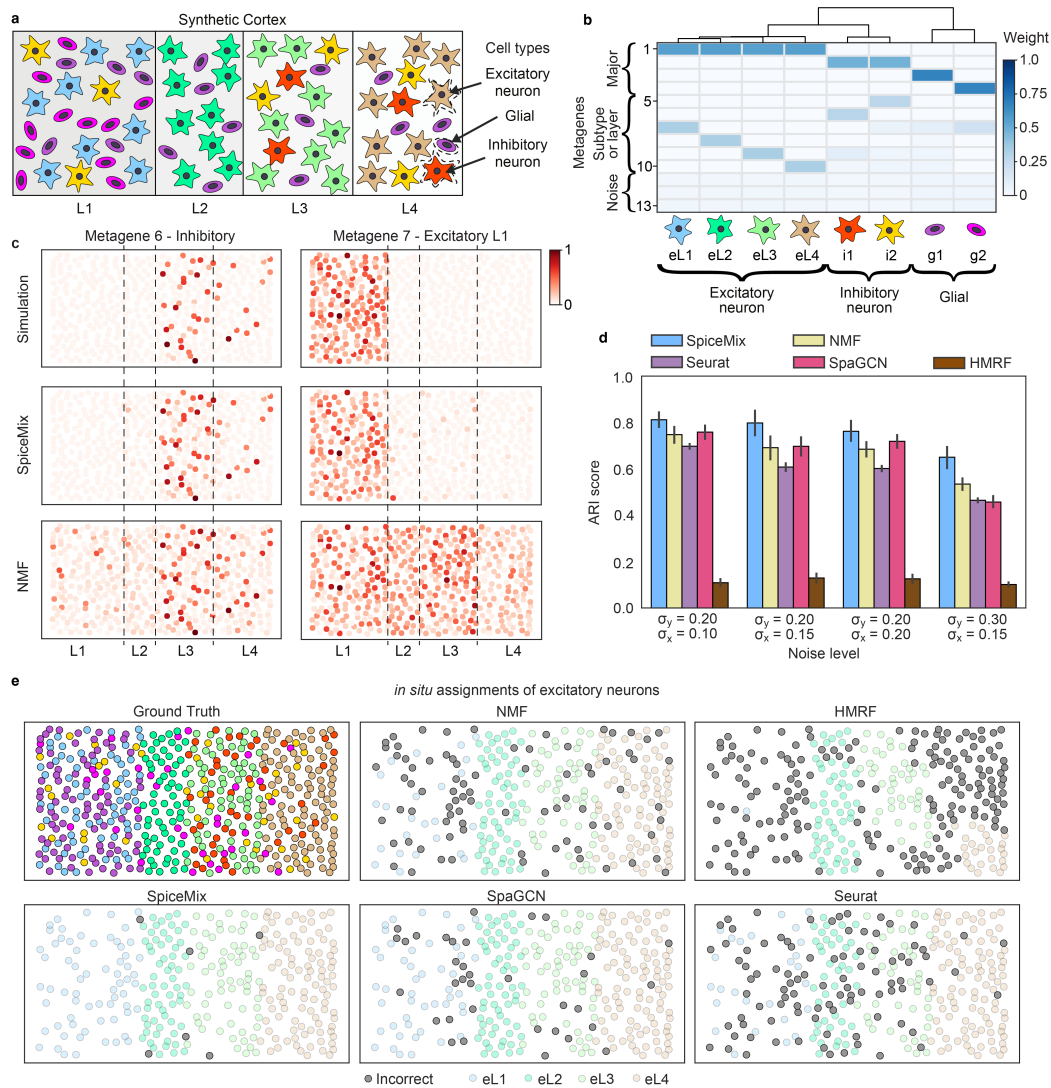 a
Synthetic Cortex
Cell types
Excitatory
neuron
Glial
Inhibitory
neuron
L1 L2 L3 L4
b
Weight
1.0
0.75
0.50
0.25
0
Metagenes
Major
Subtype
or layer
Noise
1
5
10
13
eL1 eL2 eL3 eL4 i1 i2 g1 g2
Excitatory
neuron
Inhibitory
neuron
Glial
c
Metagene 6 - Inhibitory
Metagene 7 - Excitatory L1
1
0
Simulation
SpiceMix
NMF
L1 L2 L3 L4
L1 L2 L3 L4
d
SpiceMix NMF
Seurat SpaGCN HMRF
ARI score
1.0
0.8
0.6
0.4
0.2
0.0
σy = 0.20 σy = 0.20 σy = 0.20 σy = 0.30
σx = 0.10 σx = 0.15 σx = 0.20 σx = 0.15
Noise level
e
in situ assignments of excitatory neurons
Ground Truth NMF HMRF
SpiceMix SpaGCN Seurat
Incorrect eL1 eL2 eL3 eL4